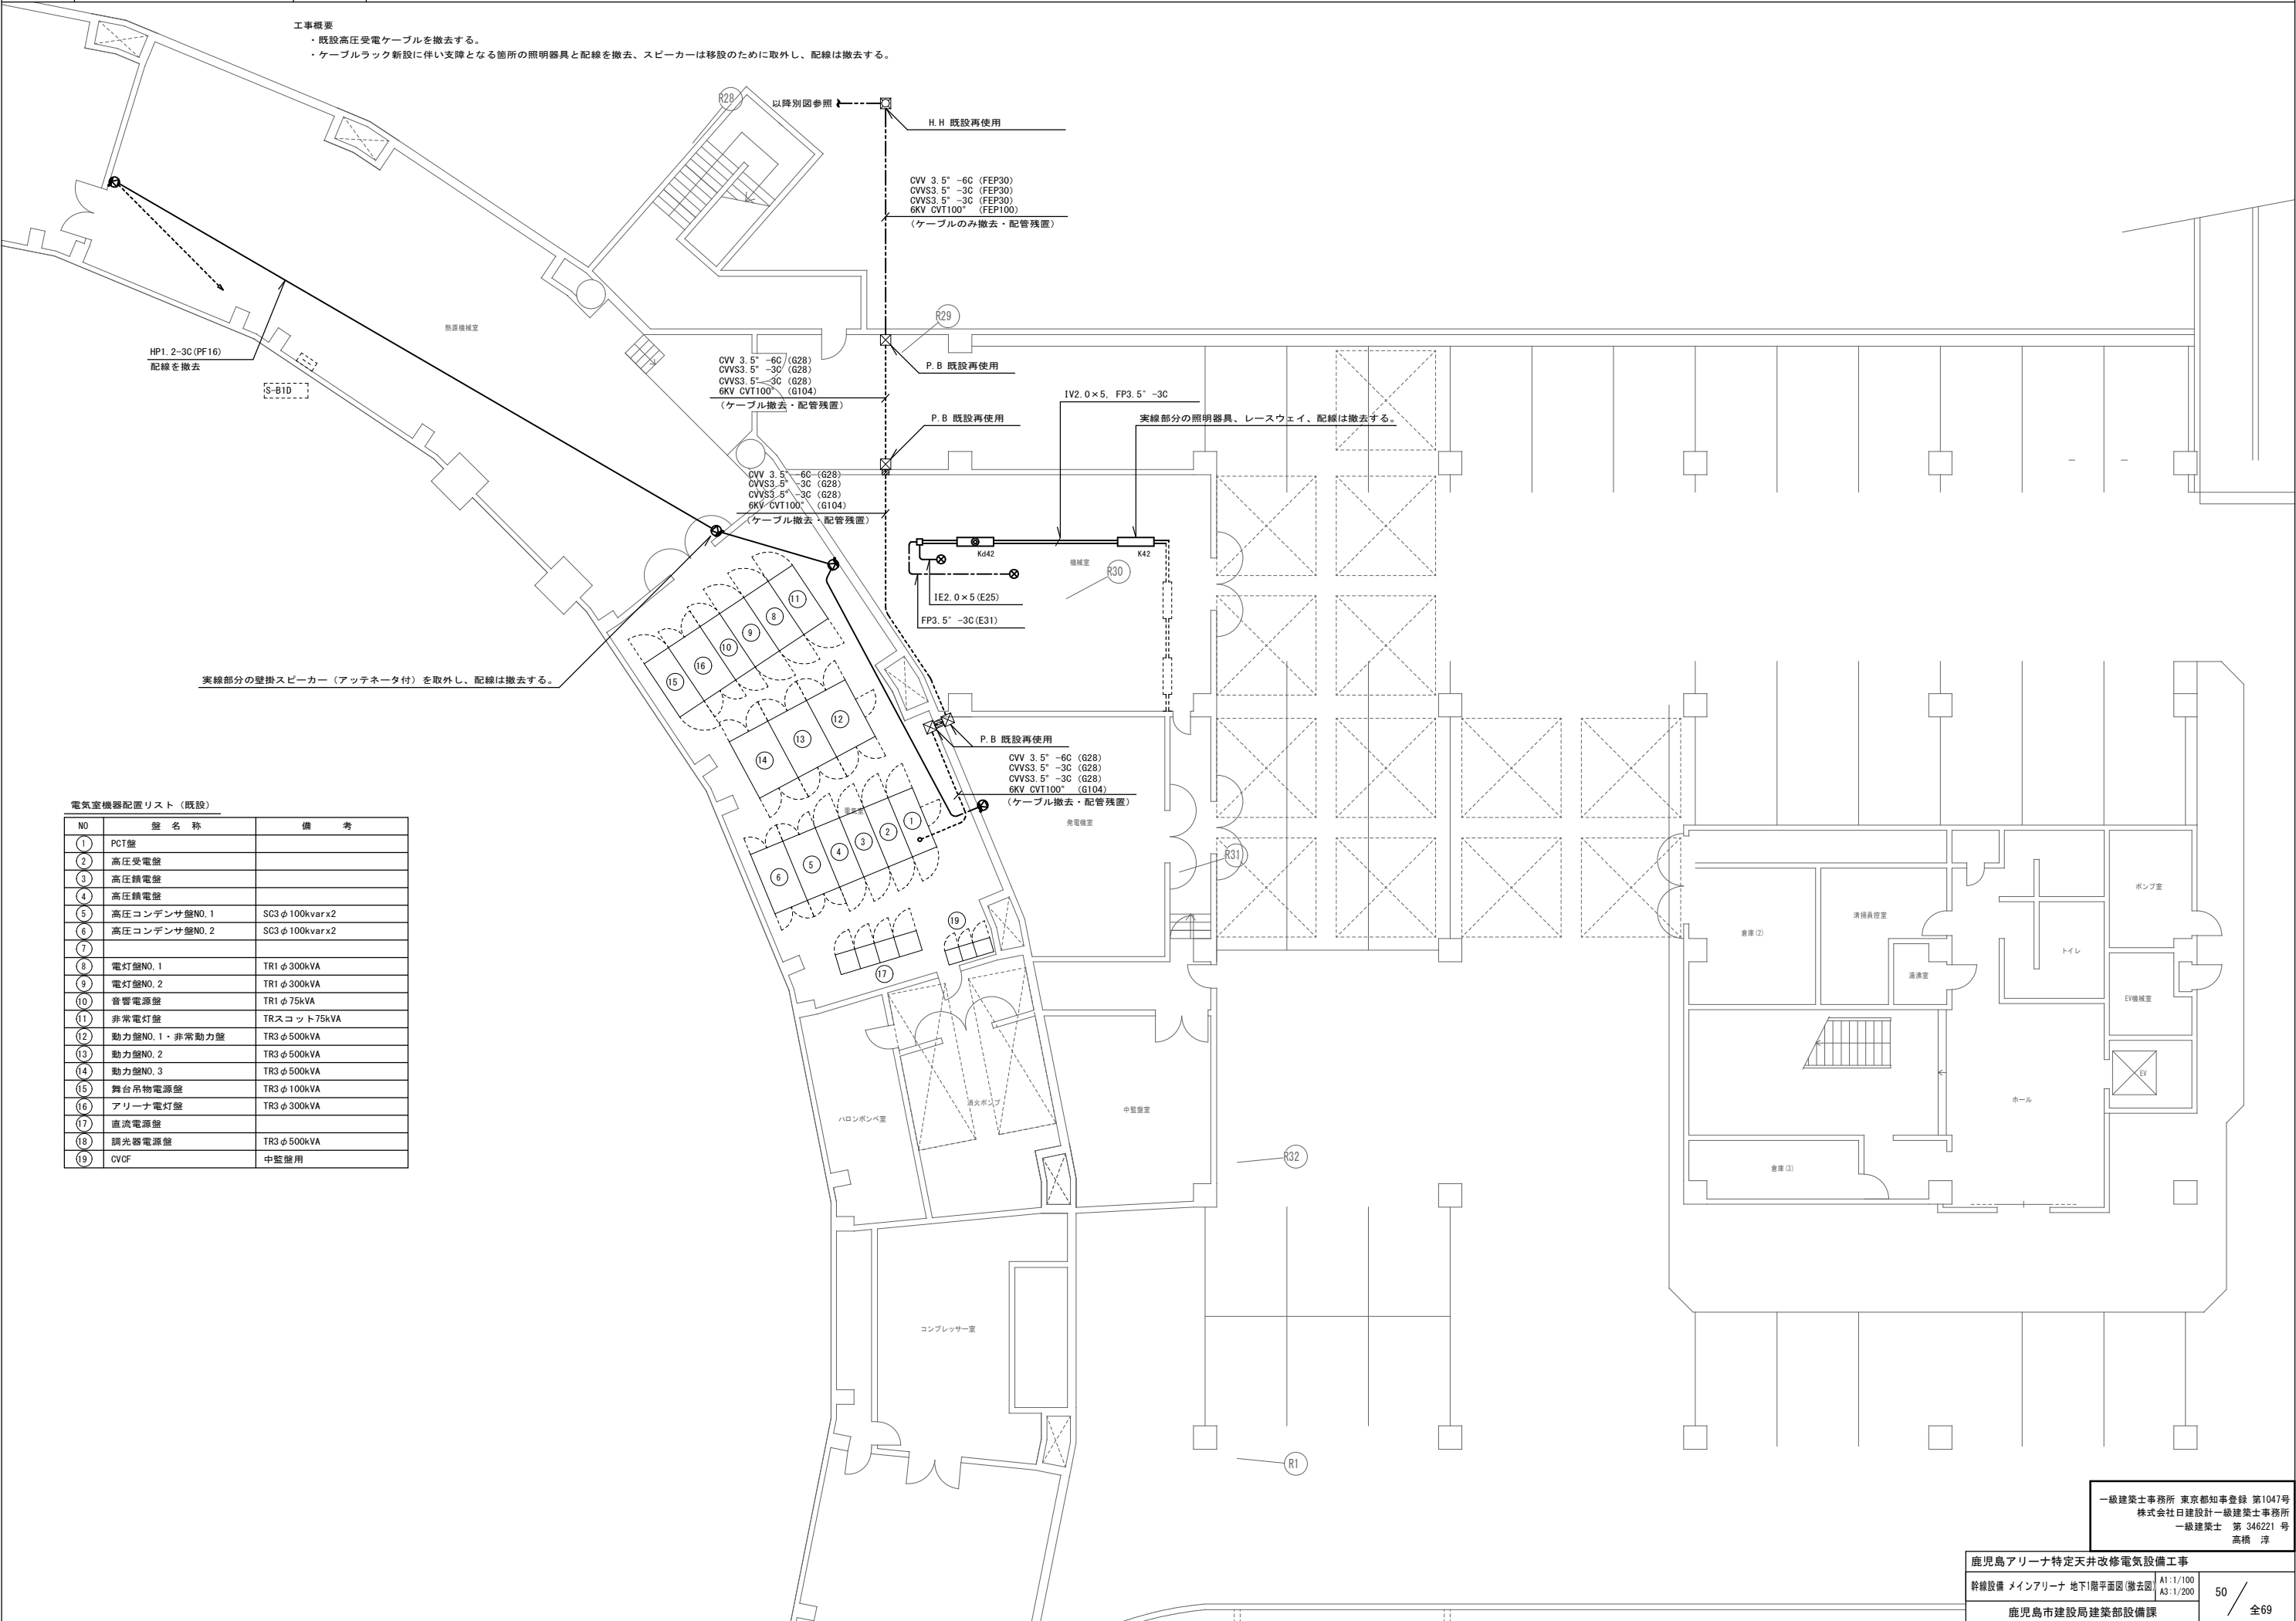 工事概要
・既設高圧受電ケーブルを撤去する。
・ケーブルラック新設に伴い支障となる箇所の照明器具と配線を撤去、スピーカーは移設のために取外し、配線は撤去する。
R28
以降別図参照
H.H 既設再使用
CVV 3.5° -6C (FEP30)
CVVS3.5° -3C (FEP30)
CVVS3.5° -3C (FEP30)
6KV CVT100° (FEP100)
(ケーブルのみ撤去・配管残置)
熱源機械室
R29
HP1.2-3C(PF16)
配線を撤去
S-B1D
CVV 3.5° -6C (G28)
CVVS3.5° -3C (G28)
CVVS3.5° -3C (G28)
6KV CVT100° (G104)
(ケーブル撤去・配管残置)
P.B 既設再使用
P.B 既設再使用
IV2.0×5, FP3.5° -3C
実線部分の照明器具、レースウェイ、配線は撤去する。
CVV 3.5° -6C (G28)
CVVS3.5° -3C (G28)
CVVS3.5° -3C (G28)
6KV CVT100° (G104)
(ケーブル撤去・配管残置)
Kd42
K42
機械室
R30
IE2.0×5(E25)
FP3.5° -3C(E31)
実線部分の壁掛スピーカー(アッテネータ付)を取外し、配線は撤去する。
11
8
9
10
16
15
12
13
14
P.B 既設再使用
CVV 3.5° -6C (G28)
CVVS3.5° -3C (G28)
CVVS3.5° -3C (G28)
6KV CVT100° (G104)
(ケーブル撤去・配管残置)
電気室
1
2
3
4
5
6
発電機室
R31
19
17
電気室機器配置リスト(既設)
NO 盤 名 称 備 考
1 PCT盤
2 高圧受電盤
3 高圧饋電盤
4 高圧饋電盤
5 高圧コンデンサ盤NO.1 SC3φ100kvarx2
6 高圧コンデンサ盤NO.2 SC3φ100kvarx2
7
8 電灯盤NO.1 TR1φ300kVA
9 電灯盤NO.2 TR1φ300kVA
10 音響電源盤 TR1φ75kVA
11 非常電灯盤 TRスコット75kVA
12 動力盤NO.1・非常動力盤 TR3φ500kVA
13 動力盤NO.2 TR3φ500kVA
14 動力盤NO.3 TR3φ500kVA
15 舞台吊物電源盤 TR3φ100kVA
16 アリーナ電灯盤 TR3φ300kVA
17 直流電源盤
18 調光器電源盤 TR3φ500kVA
19 CVCF 中監盤用
ハロンボンベ室
消火ポンプ
中監盤室
R32
コンプレッサー室
R1
倉庫(2)
清掃員控室
湯沸室
トイレ
ポンプ室
EV機械室
EV
ホール
倉庫(3)
一級建築士事務所 東京都知事登録 第1047号
株式会社日建設計一級建築士事務所
一級建築士 第 346221 号
高橋 淳
鹿児島アリーナ特定天井改修電気設備工事
幹線設備 メインアリーナ 地下1階平面図(撤去図)
A1:1/100
A3:1/200
50 / 全69
鹿児島市建設局建築部設備課